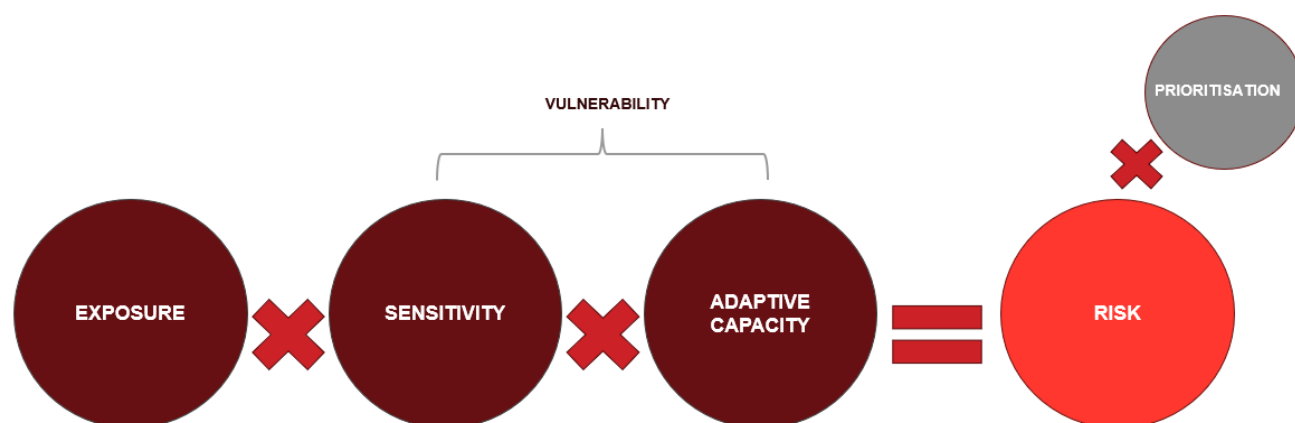 PRIORITISATION
VULNERABILITY
EXPOSURE
SENSITIVITY
ADAPTIVE
CAPACITY
RISK